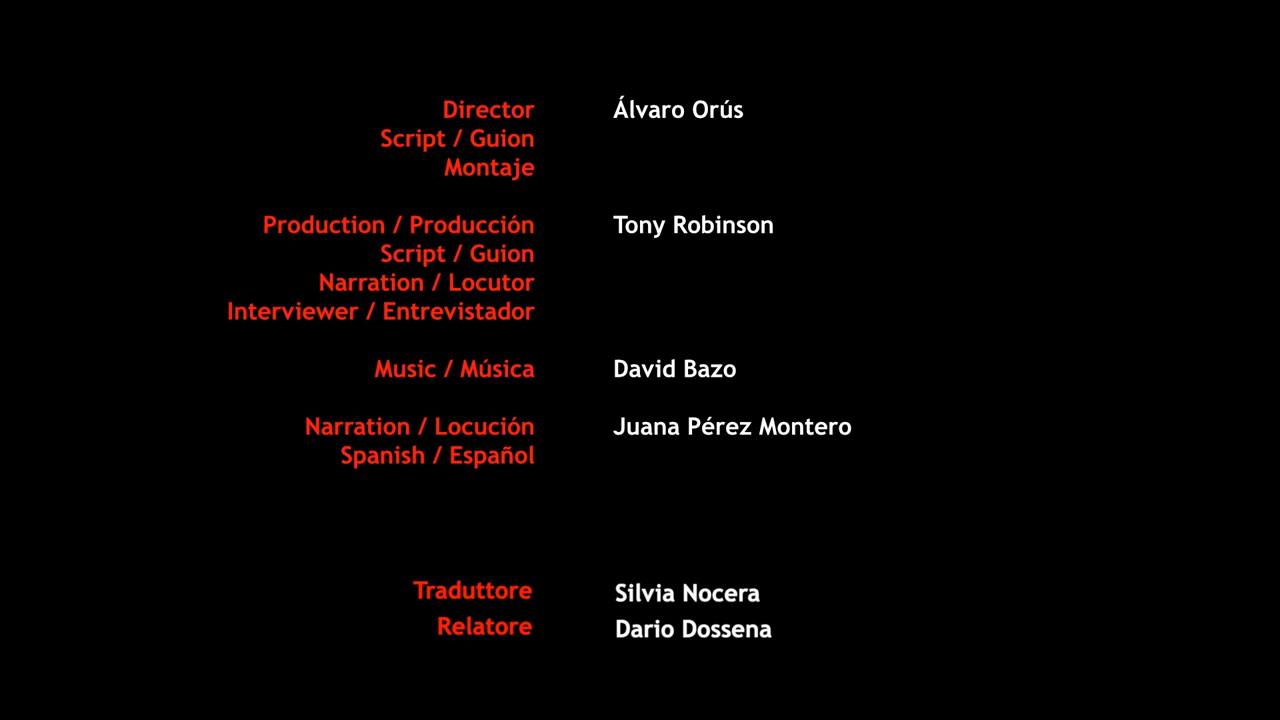 Director Álvaro Orús
Script / Guion
Montaje
Production / Producción Tony Robinson
Script / Guion
Narration / Locutor
Interviewer / Entrevistador
Music / Música David Bazo
Narration / Locución Juana Pérez Montero
Spanish / Español
Traduttore Silvia Nocera
Relatore Dario Dossena